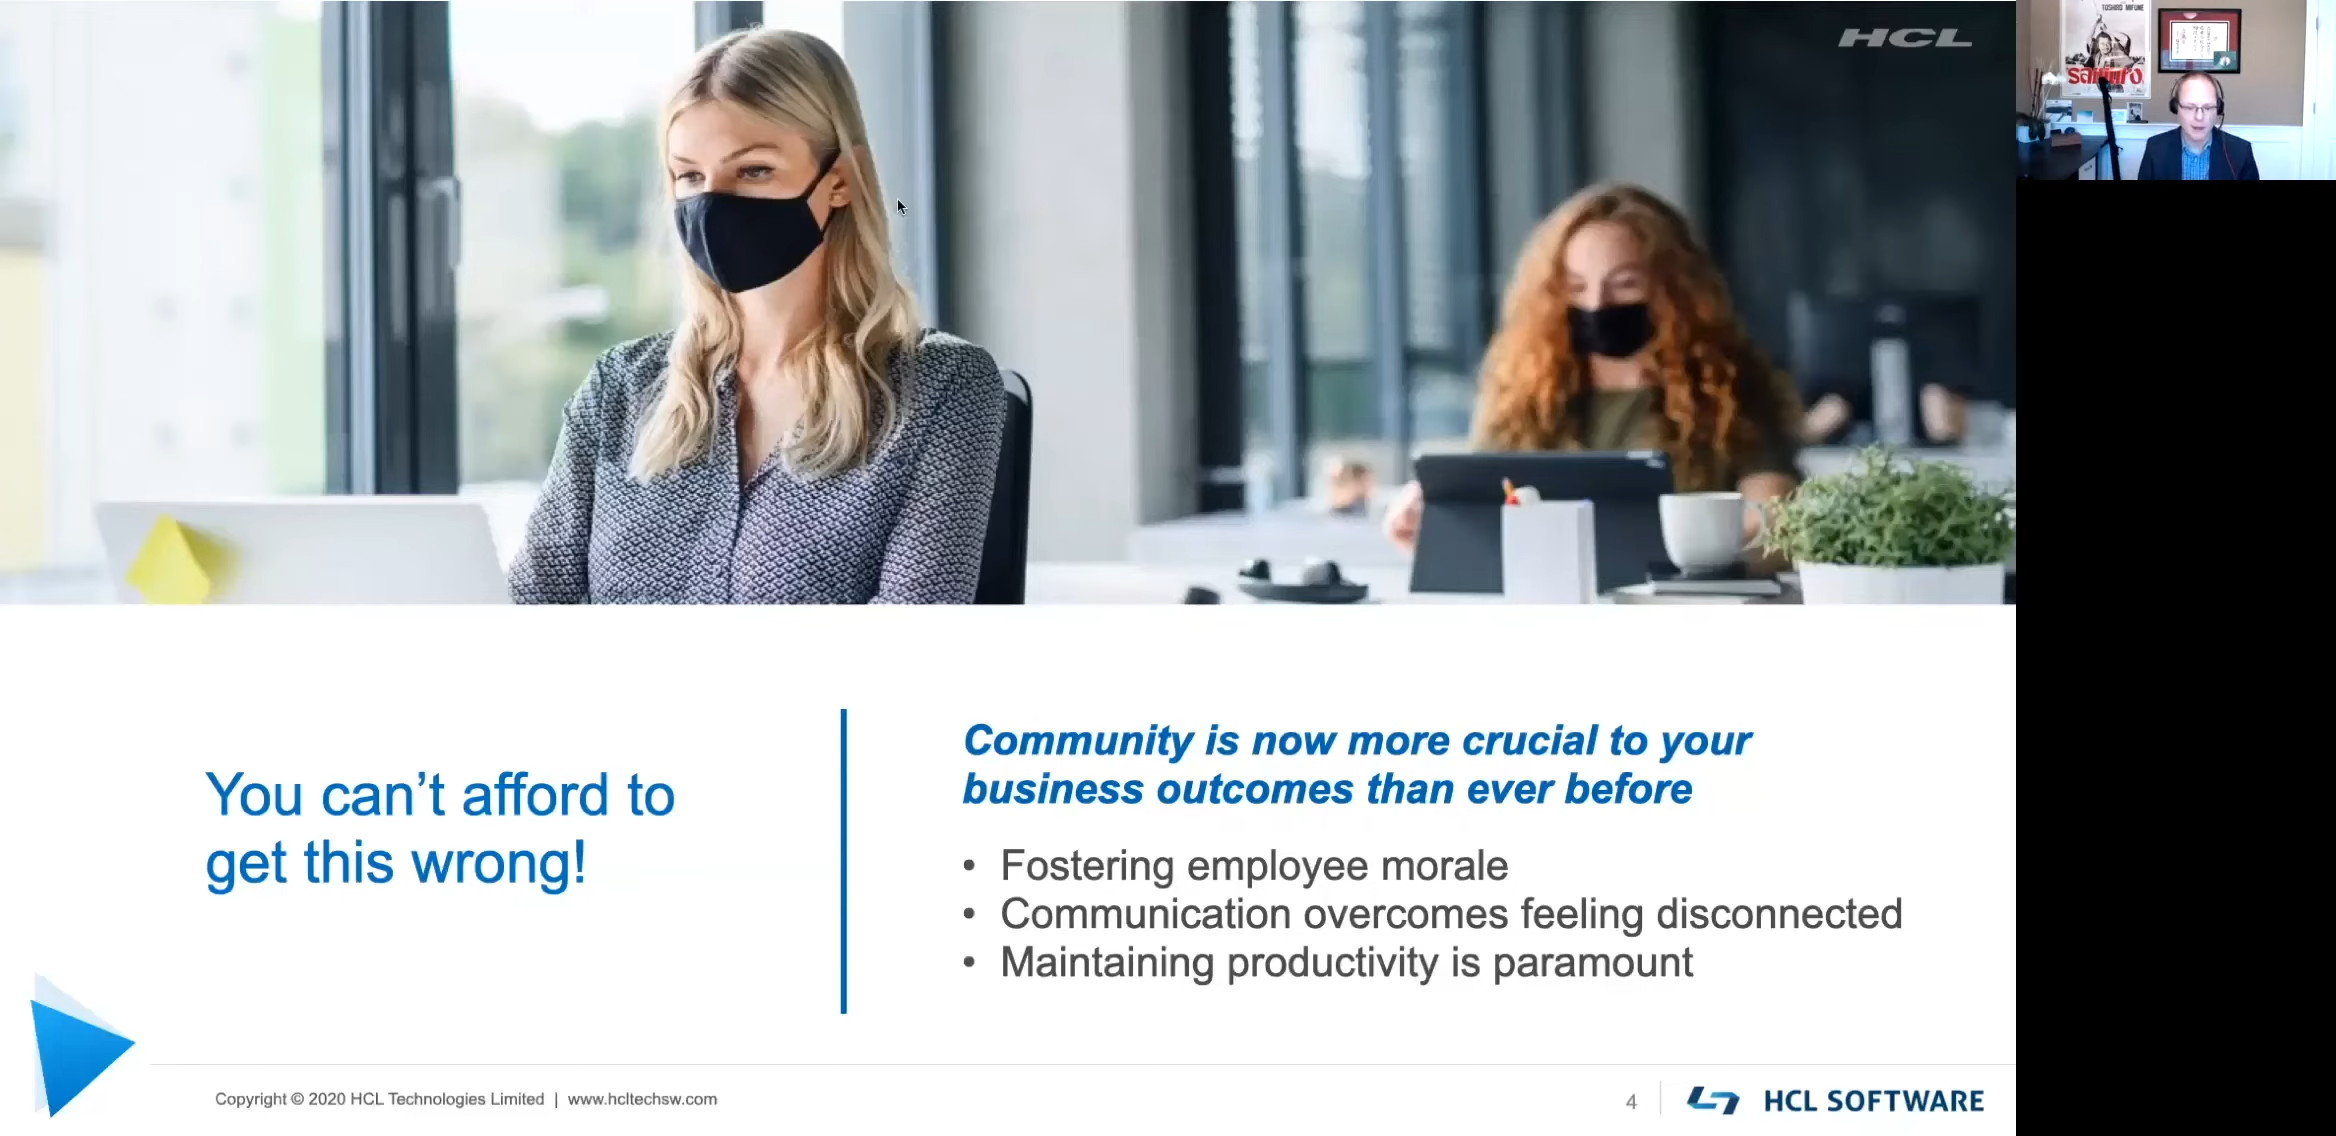 HCL
TOSHIRO MIFUNE
You can’t afford to
get this wrong!
Community is now more crucial to your
business outcomes than ever before
• Fostering employee morale
• Communication overcomes feeling disconnected
• Maintaining productivity is paramount
Copyright © 2020 HCL Technologies Limited | www.hcltechsw.com
4
HCL SOFTWARE